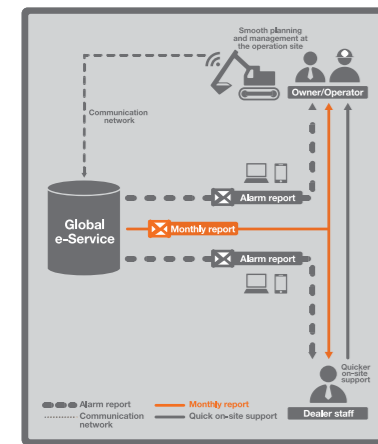 Smooth planning
and management at
the operation site
Owner/Operator
Communication
network
Alarm report
Global
e-Service
Monthly report
Alarm report
Quicker
on-site
support
Dealer staff
Alarm report
Monthly report
Communication
network
Quick on-site support